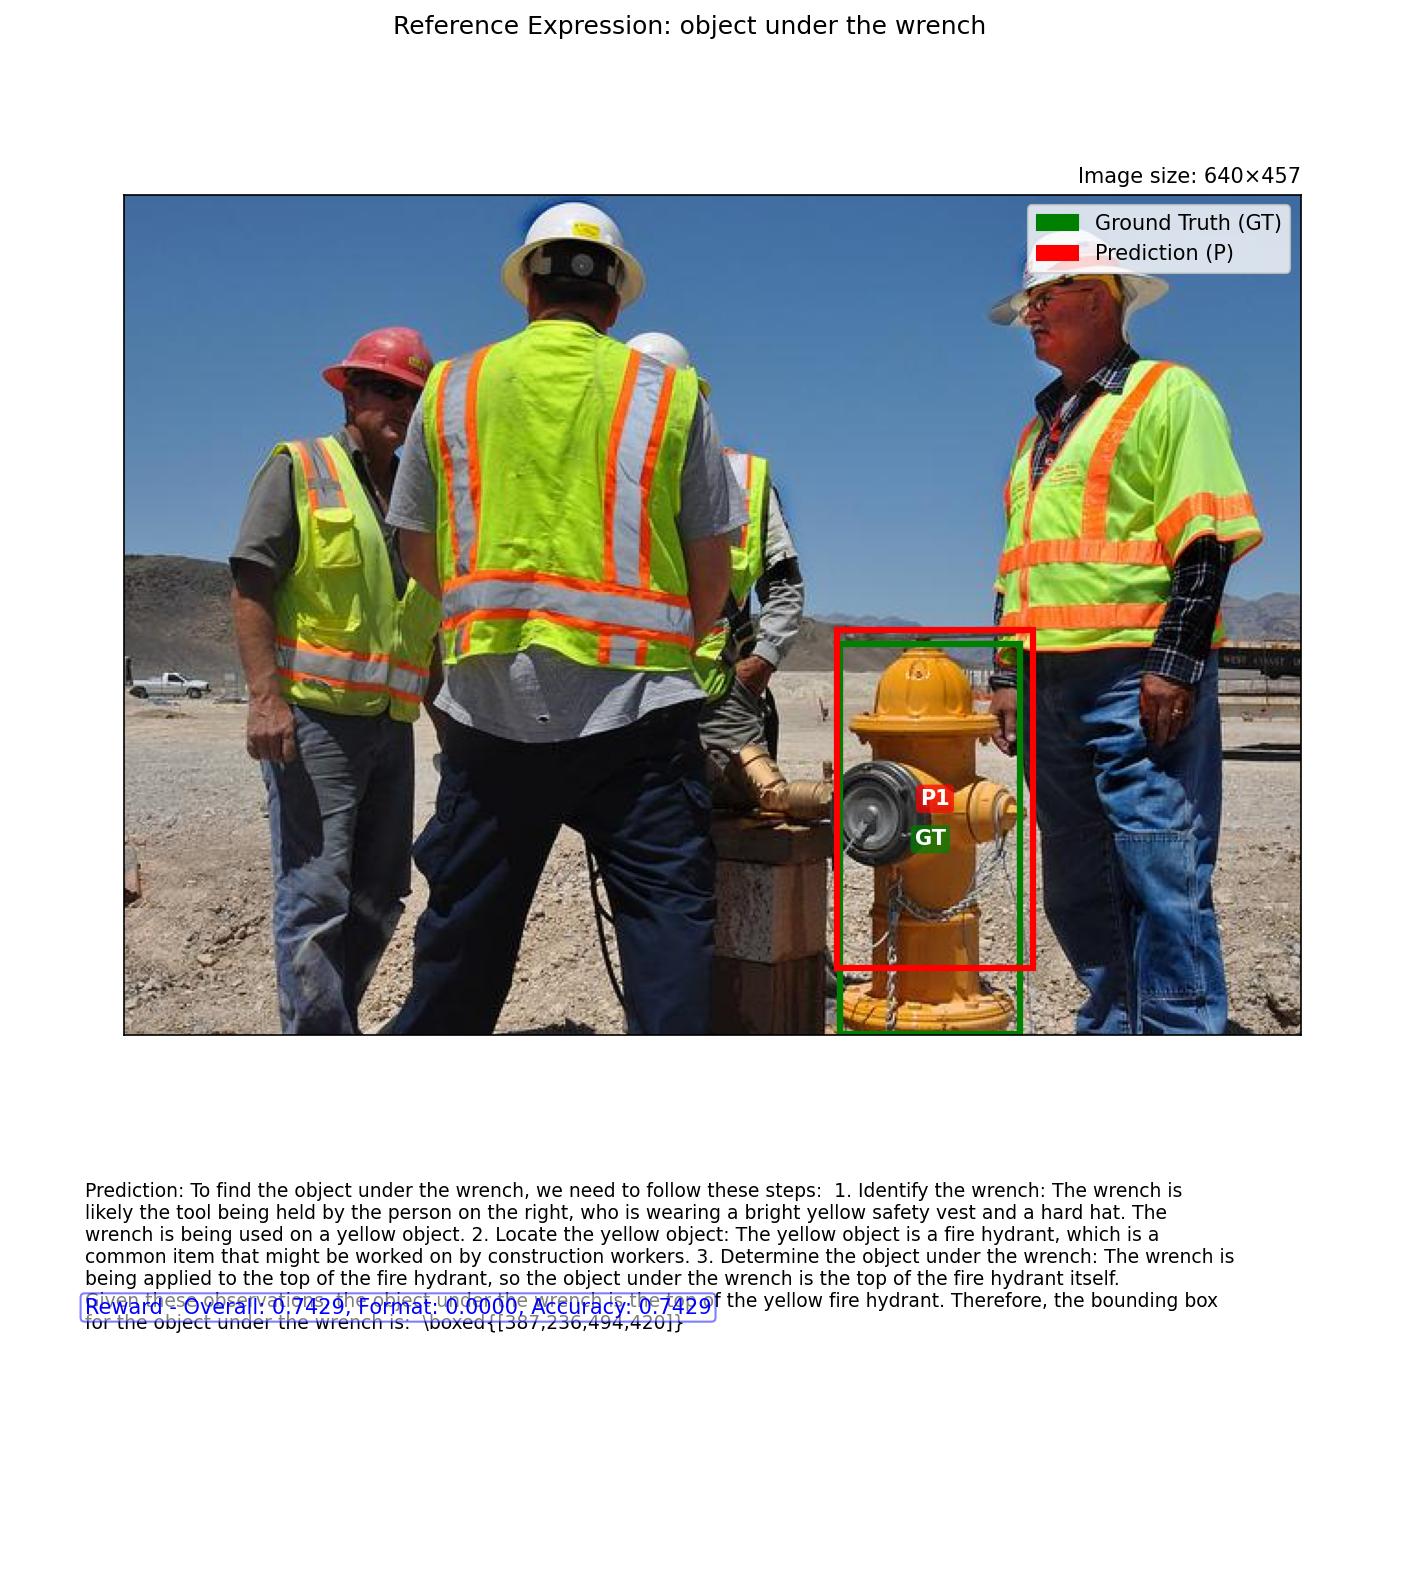 Reference Expression: object under the wrench
Image size: 640×457
Ground Truth (GT)
Prediction (P)
P1
GT
Prediction: To find the object under the wrench, we need to follow these steps:  1. Identify the wrench: The wrench is
likely the tool being held by the person on the right, who is wearing a bright yellow safety vest and a hard hat. The
wrench is being used on a yellow object. 2. Locate the yellow object: The yellow object is a fire hydrant, which is a
common item that might be worked on by construction workers. 3. Determine the object under the wrench: The wrench is
being applied to the top of the fire hydrant, so the object under the wrench is the top of the fire hydrant itself.
Given these observations, the object under the wrench is the top of the yellow fire hydrant. Therefore, the bounding box
Reward - Overall: 0.7429, Format: 0.0000, Accuracy: 0.7429
for the object under the wrench is:  \boxed{[387,236,494,420]}